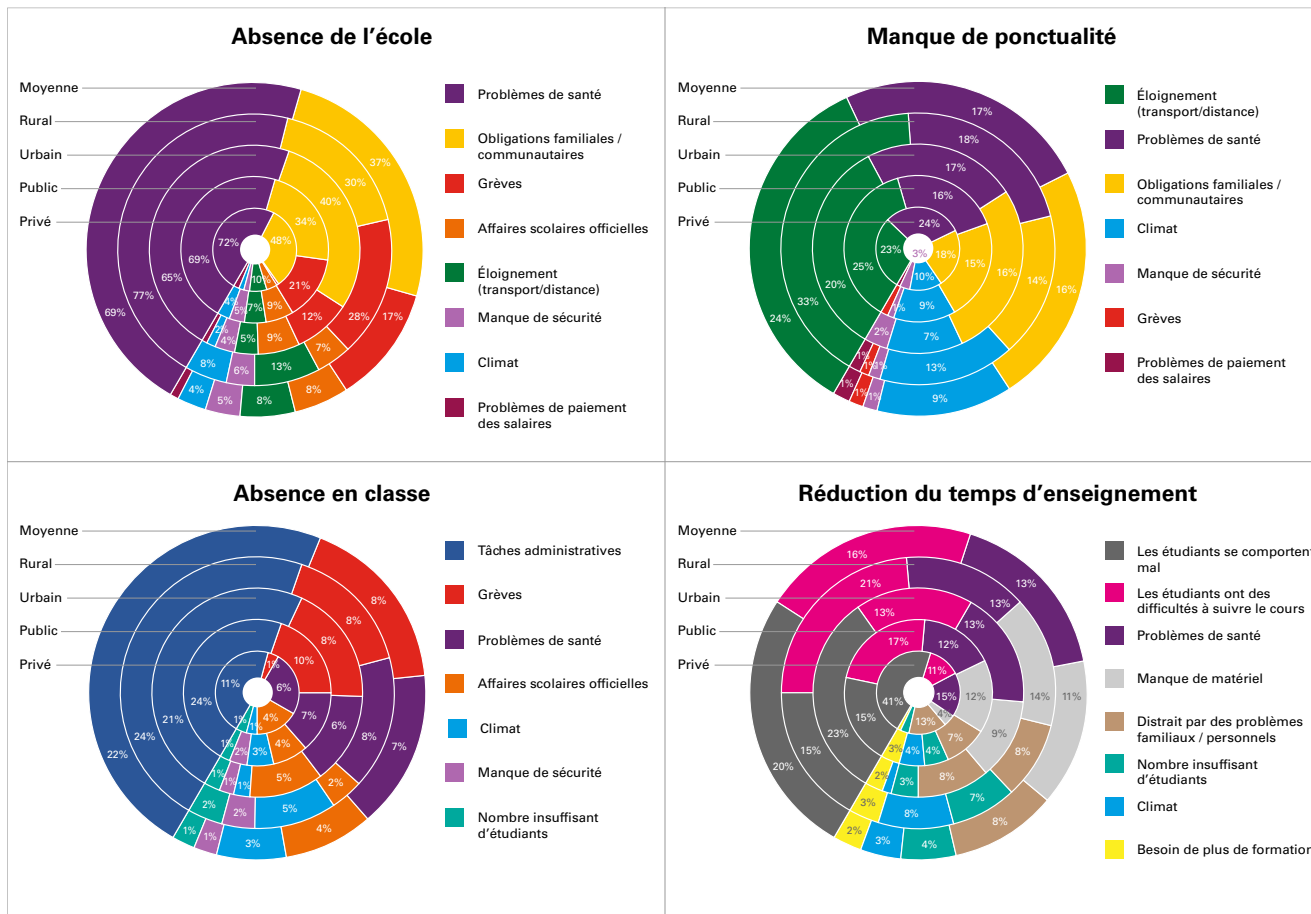 Absence de l'école
Moyenne
Rural
Urbain
Public
Privé
37%
30%
40%
34%
48%
72%
69%
65%
77%
69%
10%
%
21%
9%
7%
12%
28%
17%
4%
5%
9%
7%
2%
4%
5%
13%
8%
8%
6%
8%
4%
5%
Problèmes de santé
Obligations familiales /
communautaires
Grèves
Affaires scolaires officielles
Éloignement
(transport/distance)
Manque de sécurité
Climat
Problèmes de paiement
des salaires
Manque de ponctualité
Moyenne
Rural
Urbain
Public
Privé
17%
18%
17%
16%
24%
23%
3%
18%
15%
16%
14%
16%
25%
20%
33%
24%
10%
9%
7%
13%
9%
1%
2%
1%
1%
1%
1%
1%
1%
Éloignement
(transport/distance)
Problèmes de santé
Obligations familiales /
communautaires
Climat
Manque de sécurité
Grèves
Problèmes de paiement
des salaires
Absence en classe
Moyenne
Rural
Urbain
Public
Privé
8%
8%
8%
10%
1%
11%
6%
24%
21%
24%
22%
7%
6%
8%
7%
4%
1%
1%
4%
3%
2%
1%
5%
1%
1%
1%
2%
5%
2%
2%
4%
3%
1%
1%
Tâches administratives
Grèves
Problèmes de santé
Affaires scolaires officielles
Climat
Manque de sécurité
Nombre insuffisant
d'étudiants
Réduction du temps d'enseignement
Moyenne
Rural
Urbain
Public
Privé
16%
13%
21%
13%
13%
13%
17%
12%
11%
41%
15%
4%
12%
14%
11%
15%
23%
15%
20%
13%
7%
9%
8%
4%
4%
3%
8%
3%
2%
7%
8%
3%
8%
4%
3%
2%
Les étudiants se comportent
mal
Les étudiants ont des
difficultés à suivre le cours
Problèmes de santé
Manque de matériel
Distrait par des problèmes
familiaux / personnels
Nombre insuffisant
d'étudiants
Climat
Besoin de plus de formation